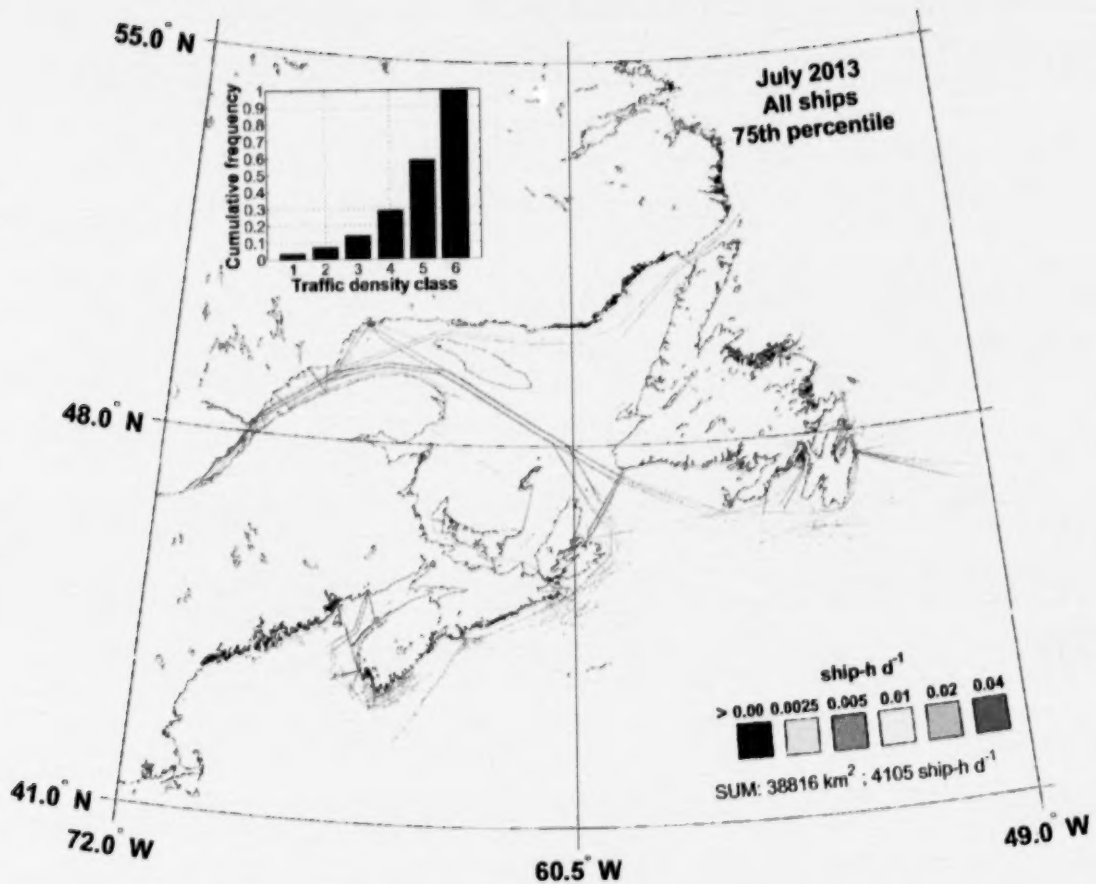 55.0° N
July 2013
All ships
75th percentile
Cumulative frequency
1
0.9
0.8
0.7
0.6
0.5
0.4
0.3
0.2
0.1
0
1 2 3 4 5 6
Traffic density class
48.0° N
ship-h d⁻¹
> 0.00 0.0025 0.005 0.01 0.02 0.04
SUM: 38816 km² ; 4105 ship-h d⁻¹
41.0° N
72.0° W
60.5° W
49.0° W